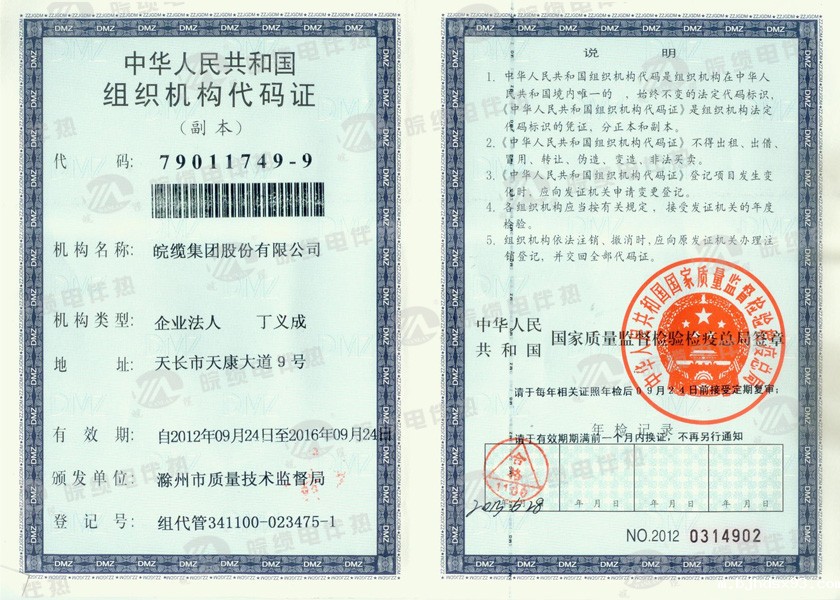 中华人民共和国
组织机构代码证
（副本）
代 码: 79011749-9
机构名称: 皖缆集团股份有限公司
机构类型: 企业法人 丁义成
地 址: 天长市天康大道9号
有 效 期: 自2012年09月24日至2016年09月24日
颁发单位: 滁州市质量技术监督局
登 记 号: 组代管341100-023475-1
说 明
1. 中华人民共和国组织机构代码是组织机构在中华人
民共和国境内唯一的、始终不变的法定代码标识，
《中华人民共和国组织机构代码证》是组织机构法定
代码标识的凭证，分正本和副本。
2.《中华人民共和国组织机构代码证》不得出租、出借、
冒用、转让、伪造、变造、非法买卖。
3.《中华人民共和国组织机构代码证》登记项目发生变
化时，应向发证机关申请变更登记。
4. 各组织机构应当按有关规定，接受发证机关的年度
检验。
5. 组织机构依法注销、撤消时，应向原发证机关办理注
销登记，并交回全部代码证。
中华人民
共和国 国家质量监督检验检疫总局签章
请于每年相关证照年检后09月24日前接受定期复审；
年检记录
请于有效期期满前一个月内换证，不再另行通知
合格
年 月 日 年 月 日 年 月 日
NO.2012 0314902